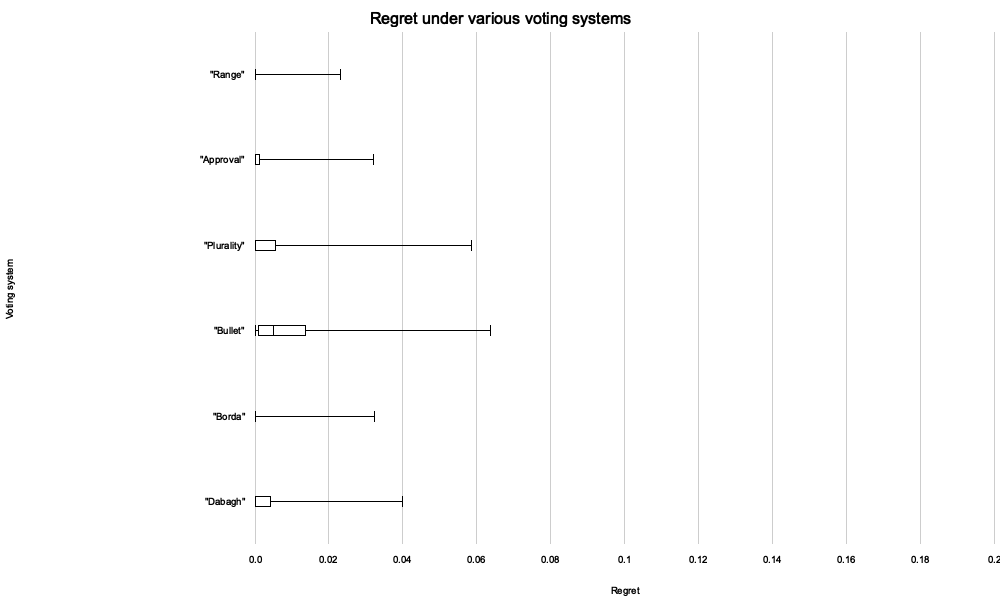 Regret under various voting systems
"Range"
"Approval"
"Plurality"
"Bullet"
"Borda"
"Dabagh"
Voting system
0.0 0.02 0.04 0.06 0.08 0.1 0.12 0.14 0.16 0.18 0.2
Regret